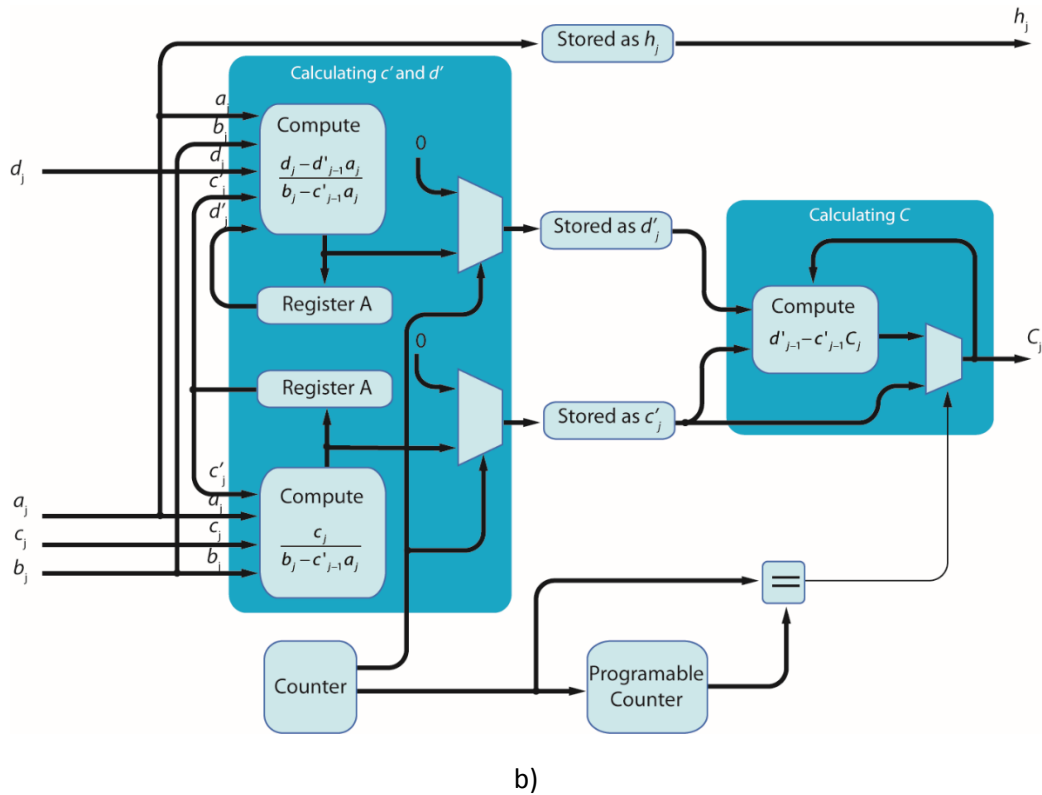 h_j
Stored as h_j
Calculating c' and d'
a_j
b_j
d_j
c'_j
d'_j
d_j
Compute
d_j – d'_{j–1} a_j
b_j – c'_{j–1} a_j
0
Register A
Stored as d'_j
Calculating C
Compute
d'_{j–1} – c'_{j–1} C_j
C_j
0
Register A
Stored as c'_j
c'_j
a_j
c_j
b_j
a_j
c_j
b_j
Compute
c_j
b_j – c'_{j–1} a_j
=
Counter
Programable
Counter
b)